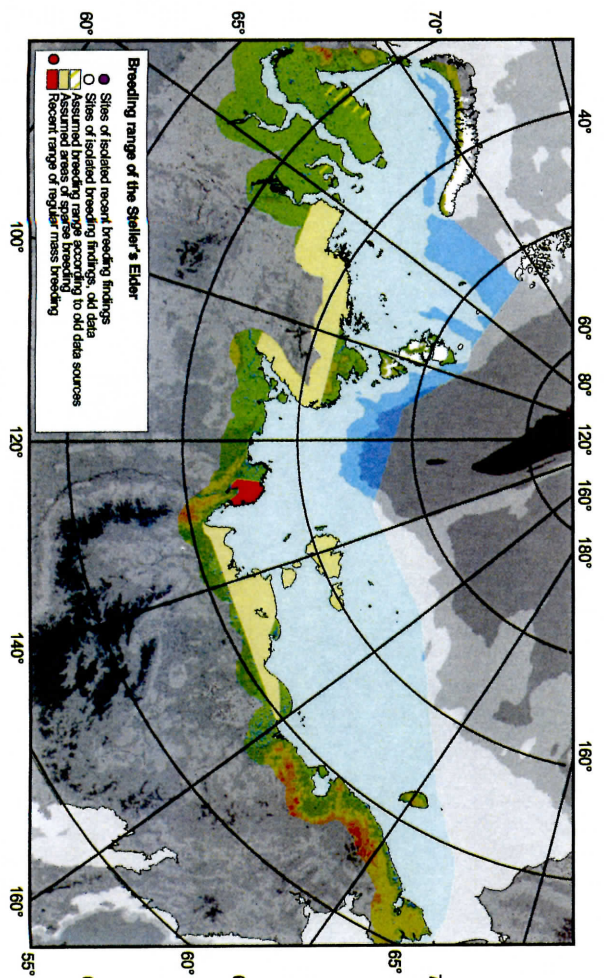 60°
65°
70°
40°
60°
80°
120°
160°
180°
160°
100°
120°
140°
160°
60°
65°
Breeding range of the Steller's Elder
Sites of isolated recent breeding findings
Sites of isolated breeding findings, old data
Assumed breeding range according to old data sources
Assumed areas of sparse breeding
Recent range of regular mass breeding